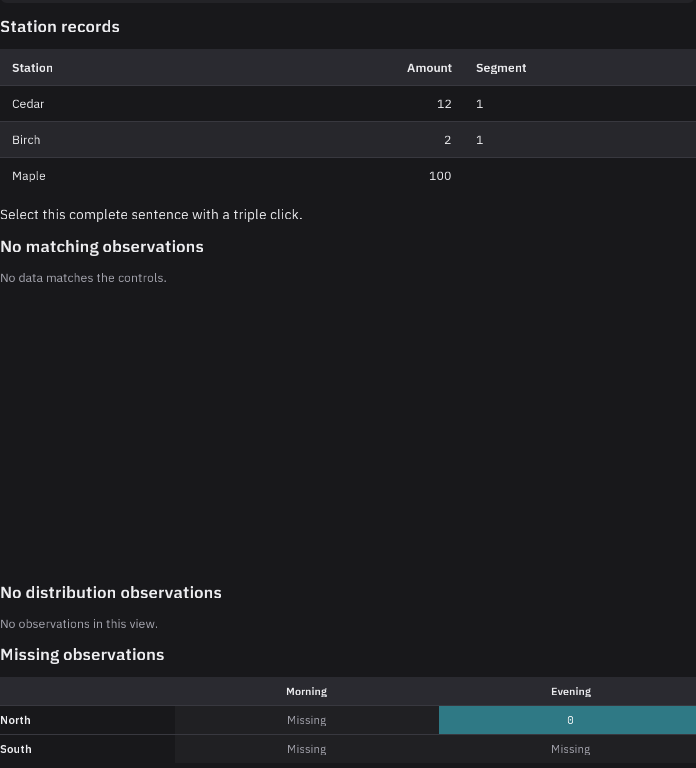 Station records
Station Amount Segment
Cedar 12 1
Birch 2 1
Maple 100
Select this complete sentence with a triple click.
No matching observations
No data matches the controls.
No distribution observations
No observations in this view.
Missing observations
Morning Evening
North Missing 0
South Missing Missing